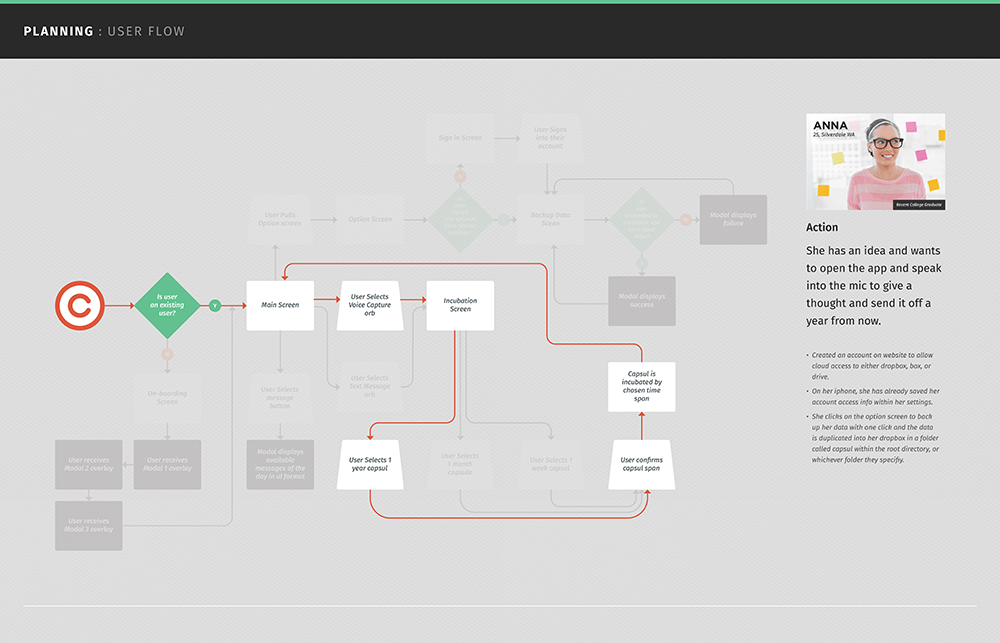 PLANNING : USER FLOW
Sign in Screen
User Signs
into their
account
User Pulls
Option screen
Option Screen
Backup Data
Sceen
Modal displays
failure
Modal displays
success
C
Is user
an existing
user?
Y
Main Screen
User Selects
Voice Capture
orb
Incubation
Screen
On-boarding
Screen
User Selects
message
button
User Selects
Text Message
orb
Capsul is
incubated by
chosen time
span
User receives
Modal 2 overlay
User receives
Modal 1 overlay
Modal displays
available
messages of the
day in ul format
User Selects 1
year capsul
User Selects
1 month
capsule
User Selects 1
week capsul
User confirms
capsul span
User receives
Modal 3 overlay
ANNA
25, Silverdale WA
Recent College Graduate
Action
She has an idea and wants
to open the app and speak
into the mic to give a
thought and send it off a
year from now.
• Created an account on website to allow
cloud access to either dropbox, box, or
drive.
• On her iphone, she has already saved her
account access info within her settings.
• She clicks on the option screen to back
up her data with one click and the data
is duplicated into her dropbox in a folder
called capsul within the root directory, or
whichever folder they specifiy.